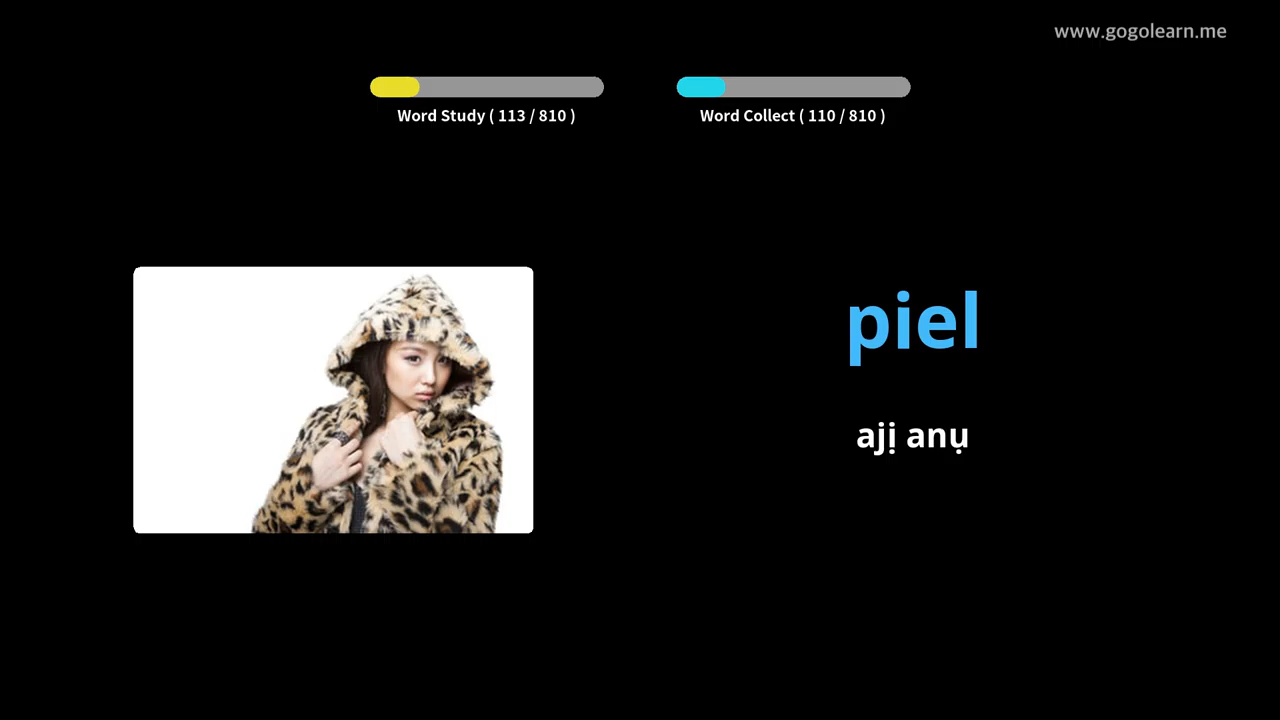 www.gogolearn.me
Word Study ( 113 / 810 )
Word Collect ( 110 / 810 )
piel
ajị anụ